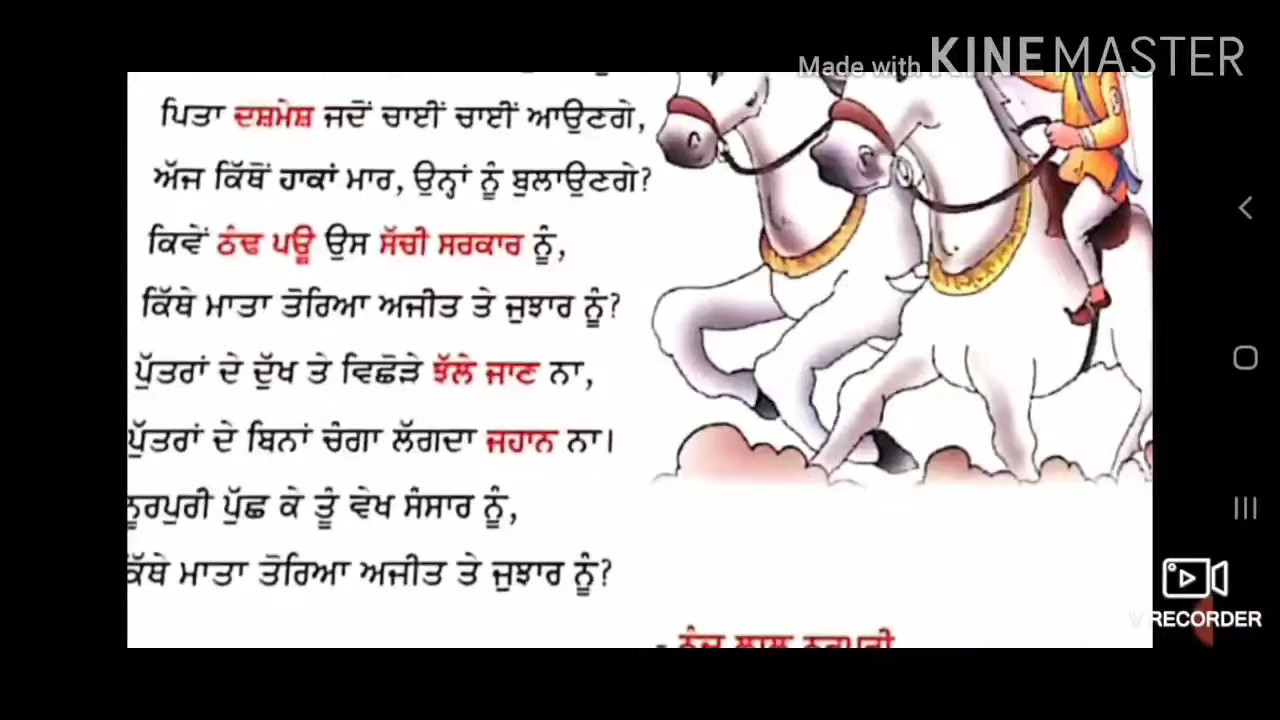 Made with KINEMASTER
ਪਿਤਾ ਦਸ਼ਮੇਸ਼ ਜਦੋਂ ਚਾਈਂ ਚਾਈਂ ਆਉਣਗੇ,
ਅੱਜ ਕਿੱਥੋਂ ਹਾਕਾਂ ਮਾਰ, ਉਨ੍ਹਾਂ ਨੂੰ ਬੁਲਾਉਣਗੇ?
ਕਿਵੇਂ ਠੰਢ ਪਊ ਉਸ ਸੱਚੀ ਸਰਕਾਰ ਨੂੰ,
ਕਿੱਥੇ ਮਾਤਾ ਤੋਰਿਆ ਅਜੀਤ ਤੇ ਜੁਝਾਰ ਨੂੰ?
ਪੁੱਤਰਾਂ ਦੇ ਦੁੱਖ ਤੇ ਵਿਛੋੜੇ ਝੱਲੇ ਜਾਣ ਨਾ,
ਪੁੱਤਰਾਂ ਦੇ ਬਿਨਾਂ ਚੰਗਾ ਲੱਗਦਾ ਜਹਾਨ ਨਾ।
ਨੂਰਪੁਰੀ ਪੁੱਛ ਕੇ ਤੂੰ ਵੇਖ ਸੰਸਾਰ ਨੂੰ,
ਕਿੱਥੇ ਮਾਤਾ ਤੋਰਿਆ ਅਜੀਤ ਤੇ ਜੁਝਾਰ ਨੂੰ?
- ਨੰਦ ਲਾਲ ਨੂਰਪੁਰੀ
V RECORDER